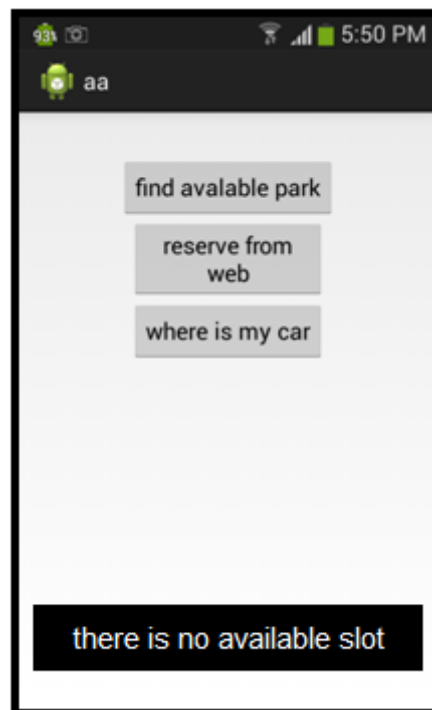 93%
5:50 PM
aa
find avalable park
reserve from
web
where is my car
there is no available slot